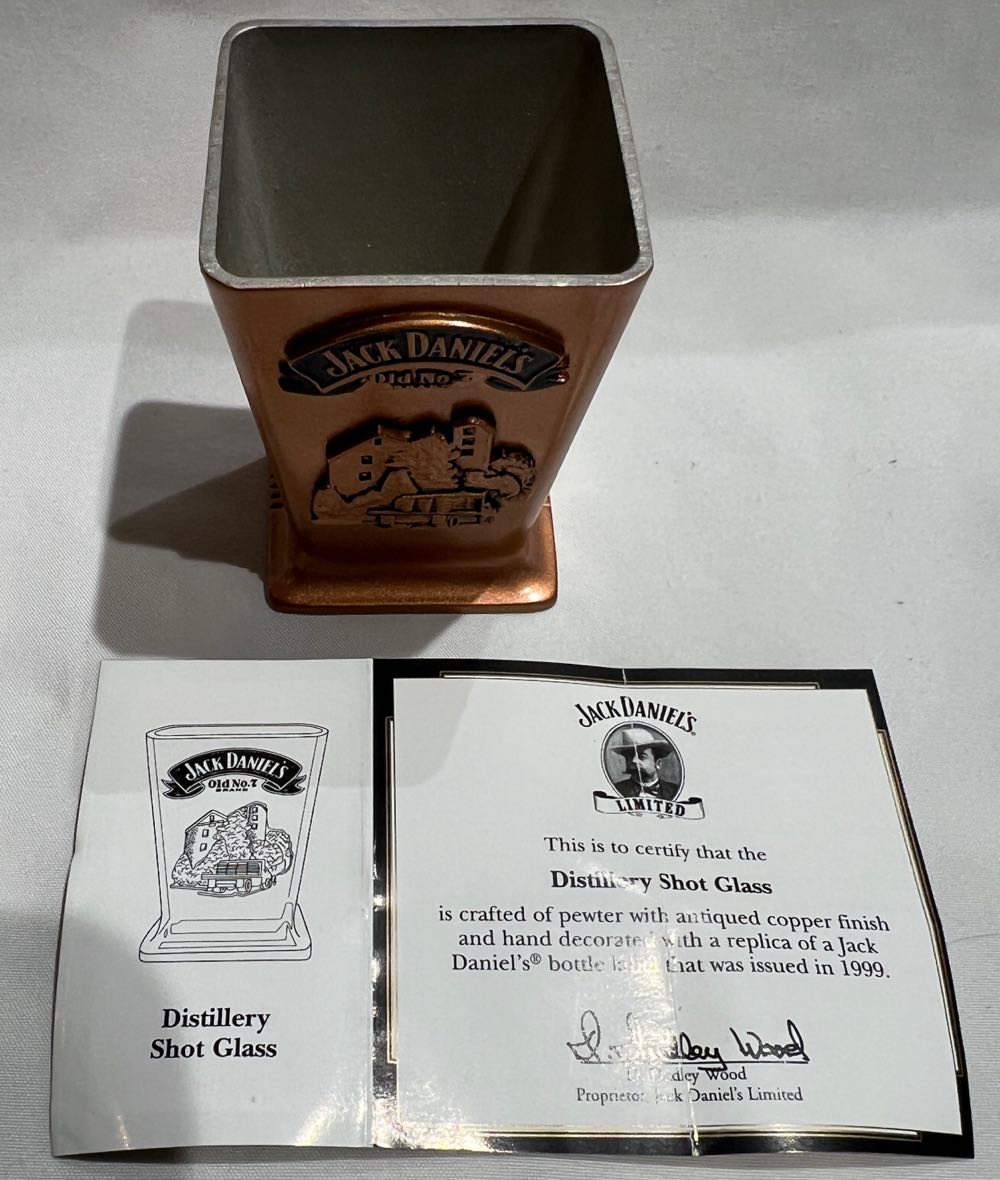 JACK DANIEL'S
Old No. 7
JACK DANIEL'S
Old No. 7
BRAND
Distillery
Shot Glass
JACK DANIEL'S
LIMITED
This is to certify that the
Distillery Shot Glass
is crafted of pewter with antiqued copper finish
and hand decorated with a replica of a Jack
Daniel's® bottle label that was issued in 1999.
Wood
Wood
Proprietor, Jack Daniel's Limited